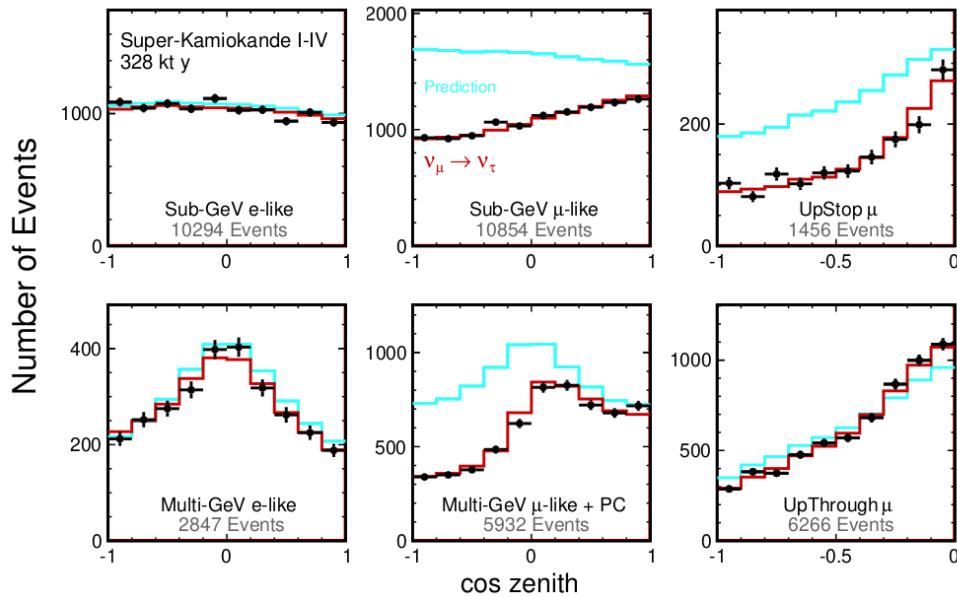 Number of Events
Super-Kamiokande I-IV
328 kt y
1000
0
Sub-GeV e-like
10294 Events
-1
0
1
2000
1000
0
Prediction
νμ → ντ
Sub-GeV μ-like
10854 Events
-1
0
1
200
0
UpStop μ
1456 Events
-1
-0.5
0
400
200
0
Multi-GeV e-like
2847 Events
-1
0
1
1000
500
0
Multi-GeV μ-like + PC
5932 Events
-1
0
1
1000
500
0
UpThrough μ
6266 Events
-1
-0.5
0
cos zenith